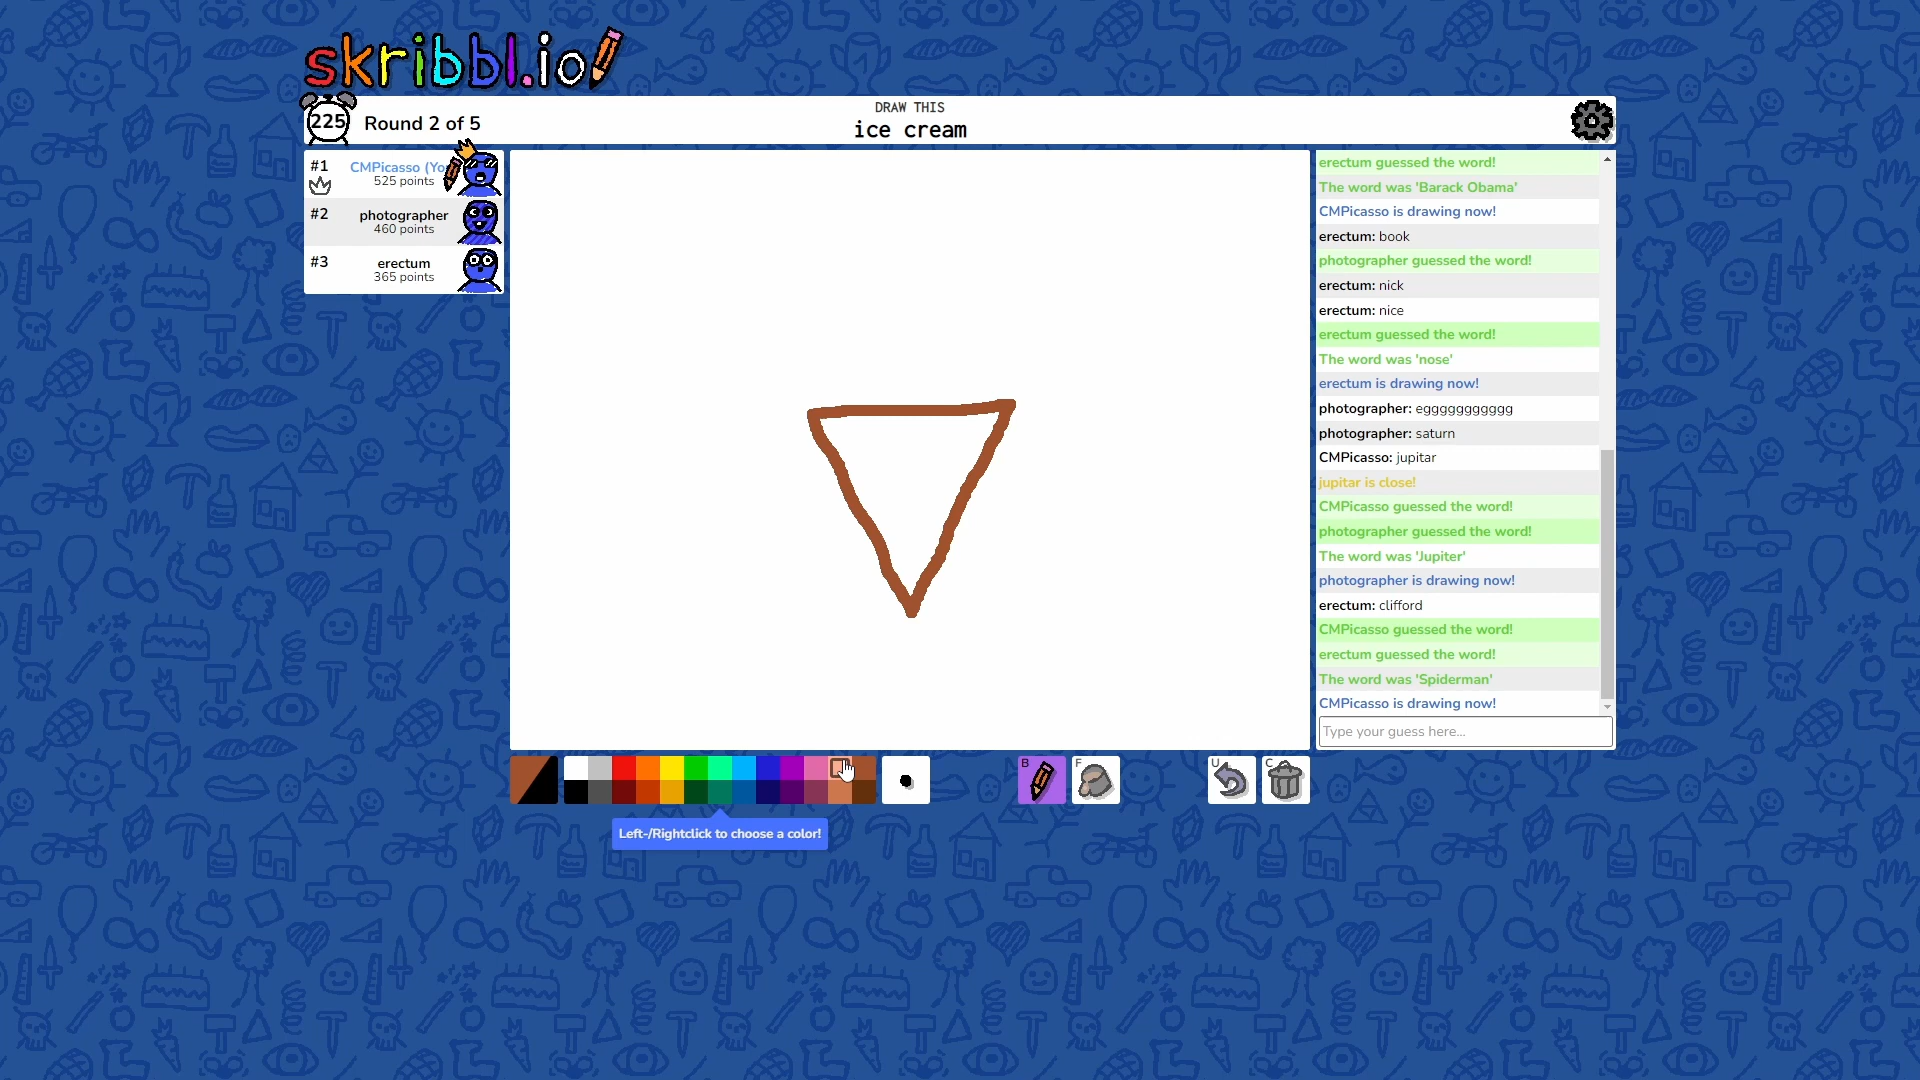 skribbl.io
225
Round 2 of 5
DRAW THIS
ice cream
#1
CMPicasso (Yo
525 points
#2
photographer
460 points
#3
erectum
365 points
erectum guessed the word!
The word was 'Barack Obama'
CMPicasso is drawing now!
erectum: book
photographer guessed the word!
erectum: nick
erectum: nice
erectum guessed the word!
The word was 'nose'
erectum is drawing now!
photographer: egggggggggggg
photographer: saturn
CMPicasso: jupitar
jupitar is close!
CMPicasso guessed the word!
photographer guessed the word!
The word was 'Jupiter'
photographer is drawing now!
erectum: clifford
CMPicasso guessed the word!
erectum guessed the word!
The word was 'Spiderman'
CMPicasso is drawing now!
Type your guess here...
B
F
U
C
Left-/Rightclick to choose a color!